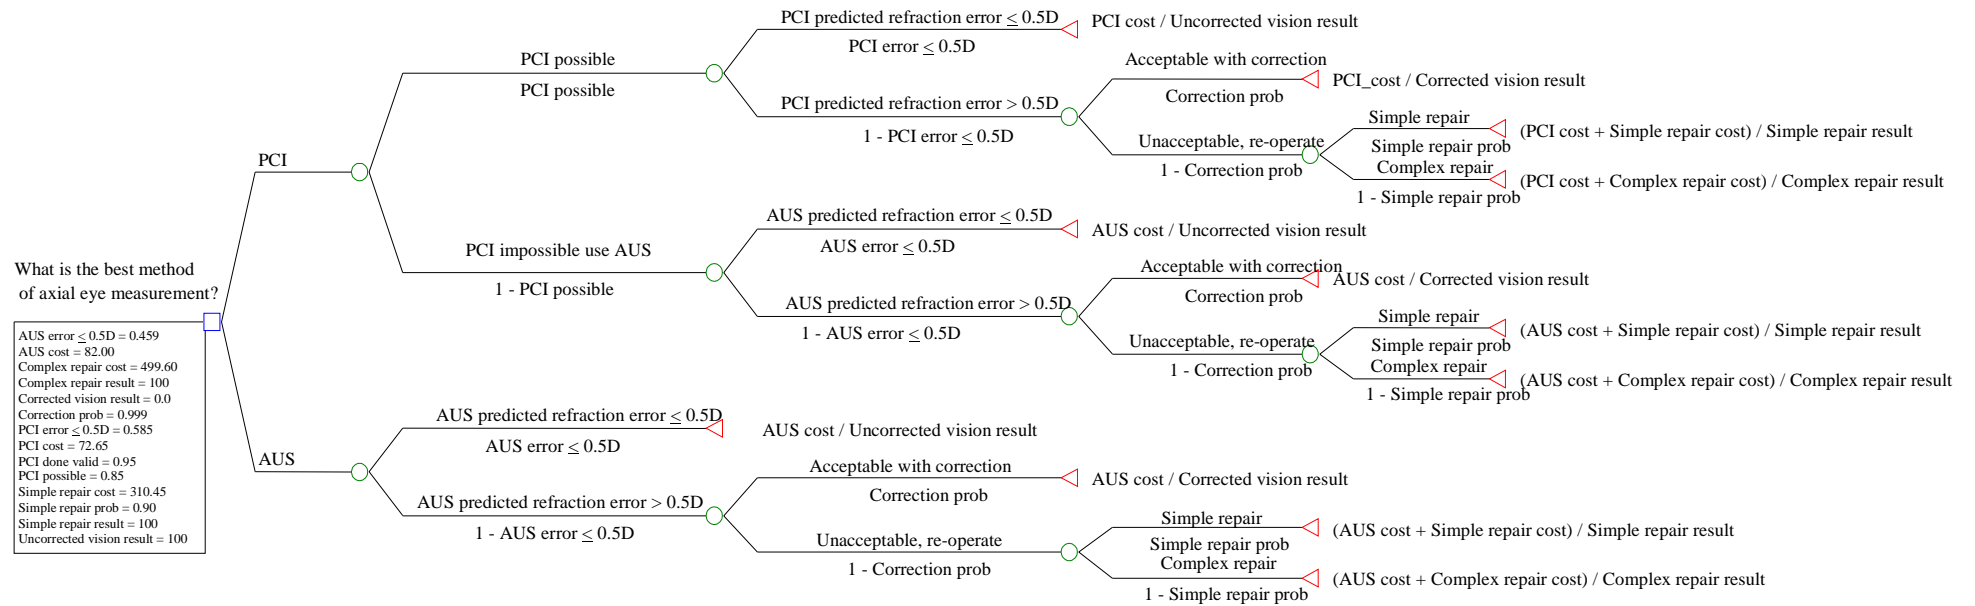 PCI predicted refraction error ≤ 0.5D
PCI error ≤ 0.5D
PCI cost / Uncorrected vision result
PCI possible
PCI possible
Acceptable with correction
Correction prob
PCI_cost / Corrected vision result
PCI predicted refraction error > 0.5D
1 - PCI error ≤ 0.5D
Simple repair
Simple repair prob
(PCI cost + Simple repair cost) / Simple repair result
Unacceptable, re-operate
1 - Correction prob
Complex repair
1 - Simple repair prob
(PCI cost + Complex repair cost) / Complex repair result
PCI
AUS predicted refraction error ≤ 0.5D
AUS error ≤ 0.5D
AUS cost / Uncorrected vision result
PCI impossible use AUS
1 - PCI possible
Acceptable with correction
Correction prob
AUS cost / Corrected vision result
AUS predicted refraction error > 0.5D
1 - AUS error ≤ 0.5D
Simple repair
Simple repair prob
(AUS cost + Simple repair cost) / Simple repair result
Unacceptable, re-operate
1 - Correction prob
Complex repair
1 - Simple repair prob
(AUS cost + Complex repair cost) / Complex repair result
What is the best method
of axial eye measurement?
AUS error ≤ 0.5D = 0.459
AUS cost = 82.00
Complex repair cost = 499.60
Complex repair result = 100
Corrected vision result = 0.0
Correction prob = 0.999
PCI error ≤ 0.5D = 0.585
PCI cost = 72.65
PCI done valid = 0.95
PCI possible = 0.85
Simple repair cost = 310.45
Simple repair prob = 0.90
Simple repair result = 100
Uncorrected vision result = 100
AUS
AUS predicted refraction error ≤ 0.5D
AUS error ≤ 0.5D
AUS cost / Uncorrected vision result
Acceptable with correction
Correction prob
AUS cost / Corrected vision result
AUS predicted refraction error > 0.5D
1 - AUS error ≤ 0.5D
Simple repair
Simple repair prob
(AUS cost + Simple repair cost) / Simple repair result
Unacceptable, re-operate
1 - Correction prob
Complex repair
1 - Simple repair prob
(AUS cost + Complex repair cost) / Complex repair result